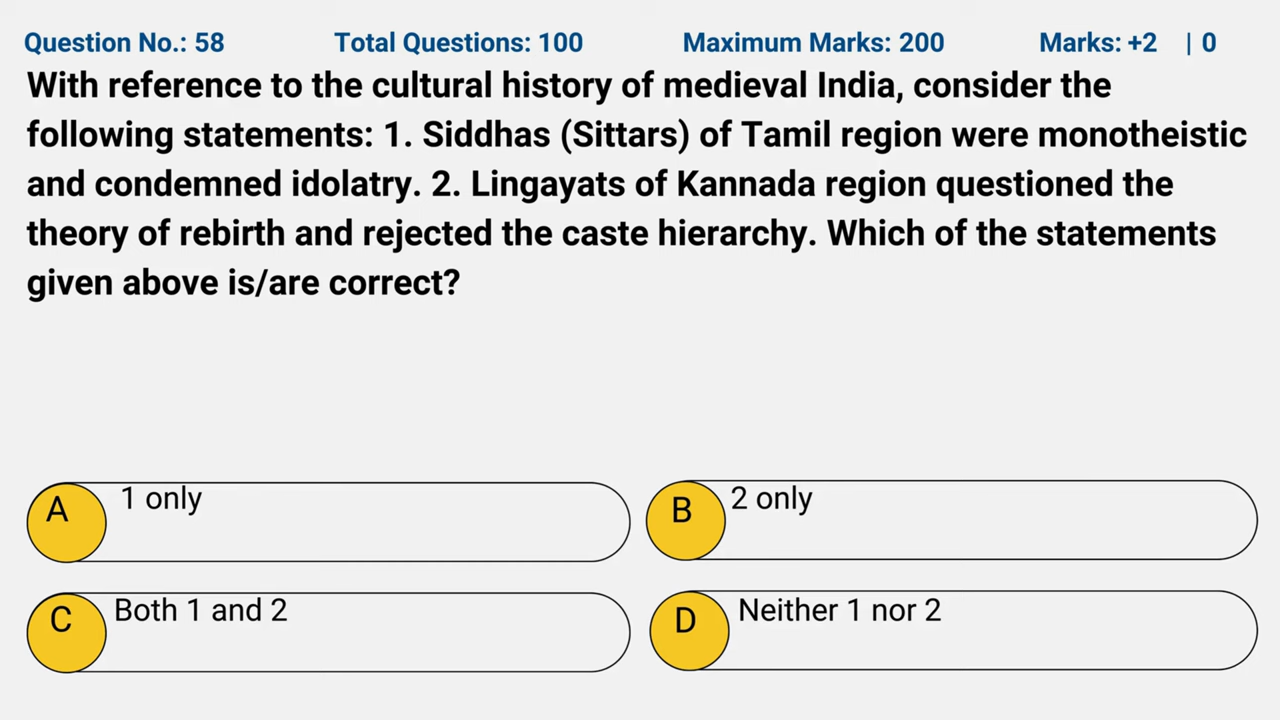 Question No.: 58 Total Questions: 100 Maximum Marks: 200 Marks: +2 | 0
With reference to the cultural history of medieval India, consider the
following statements: 1. Siddhas (Sittars) of Tamil region were monotheistic
and condemned idolatry. 2. Lingayats of Kannada region questioned the
theory of rebirth and rejected the caste hierarchy. Which of the statements
given above is/are correct?
A 1 only
B 2 only
C Both 1 and 2
D Neither 1 nor 2